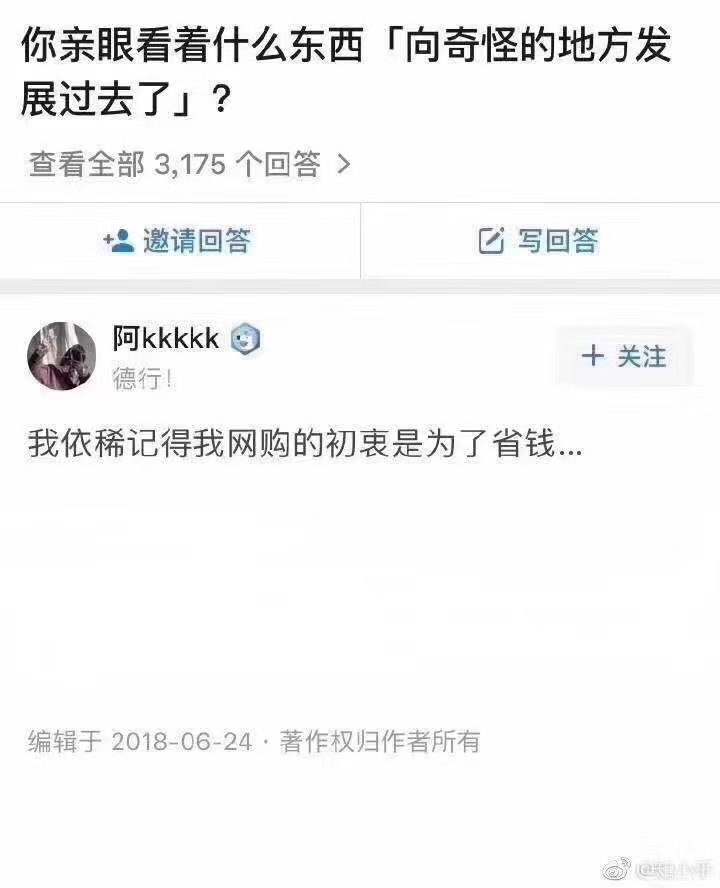 你亲眼看着什么东西「向奇怪的地方发
展过去了」?
查看全部 3,175 个回答 >
邀请回答
写回答
阿kkkkk
德行!
+ 关注
我依稀记得我网购的初衷是为了省钱...
编辑于 2018-06-24 · 著作权归作者所有